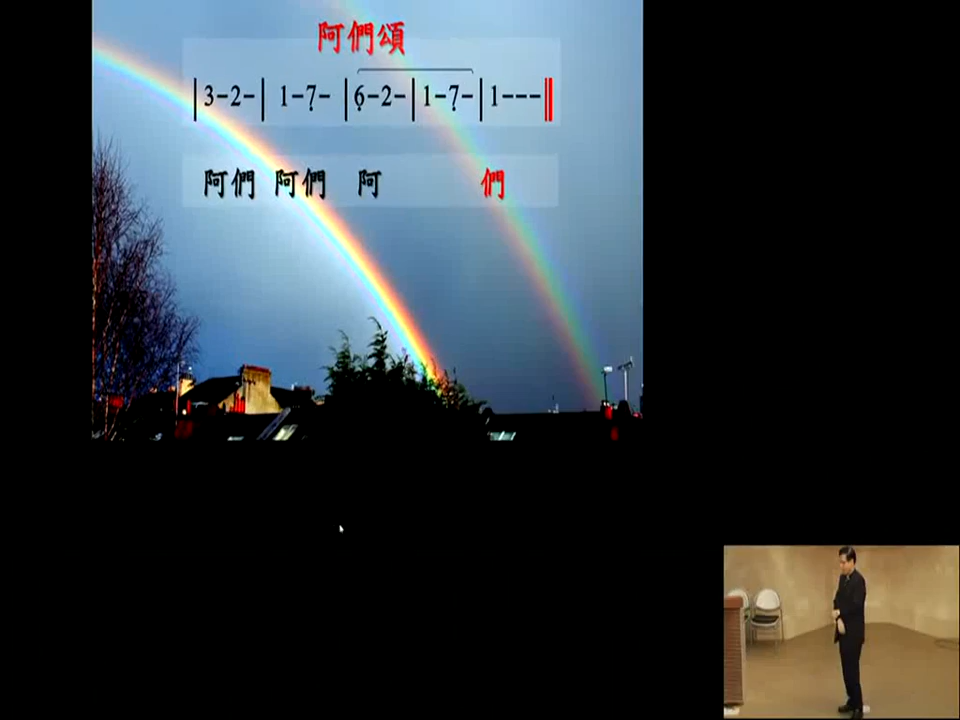 阿們頌
|3-2-| 1-7̣- |6̣-2-|1-7̣-|1---‖
阿們 阿們 阿 們